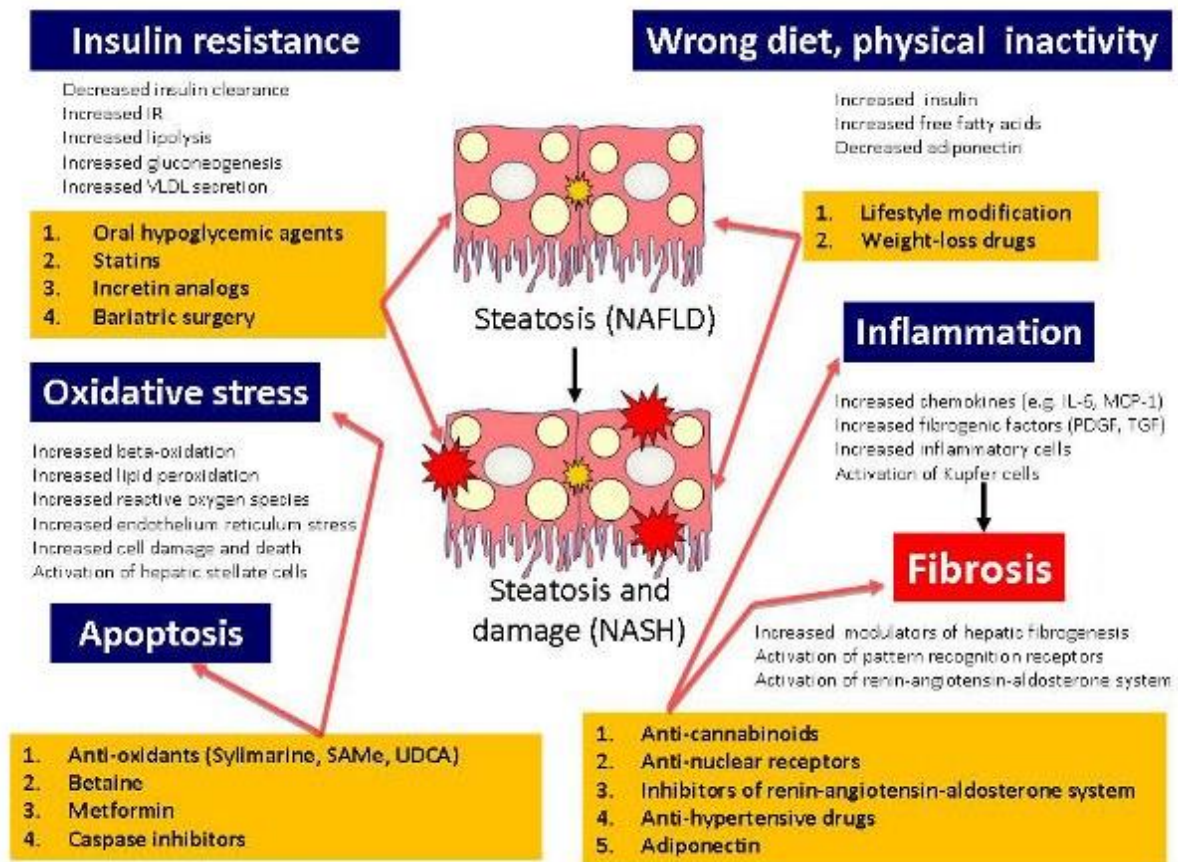 Insulin resistance
Decreased insulin clearance
Increased IR
Increased lipolysis
Increased gluconeogenesis
Increased VLDL secretion
1. Oral hypoglycemic agents
2. Statins
3. Incretin analogs
4. Bariatric surgery
Wrong diet, physical inactivity
Increased insulin
Increased free fatty acids
Decreased adiponectin
1. Lifestyle modification
2. Weight-loss drugs
Steatosis (NAFLD)
Oxidative stress
Increased beta-oxidation
Increased lipid peroxidation
Increased reactive oxygen species
Increased endothelium reticulum stress
Increased cell damage and death
Activation of hepatic stellate cells
Inflammation
Increased chemokines (e.g. IL-6, MCP-1)
Increased fibrogenic factors (PDGF, TGF)
Increased inflammatory cells
Activation of Kupfer cells
Steatosis and
damage (NASH)
Fibrosis
Increased modulators of hepatic fibrogenesis
Activation of pattern recognition receptors
Activation of renin-angiotensin-aldosterone system
Apoptosis
1. Anti-oxidants (Sylimarine, SAMe, UDCA)
2. Betaine
3. Metformin
4. Caspase inhibitors
1. Anti-cannabinoids
2. Anti-nuclear receptors
3. Inhibitors of renin-angiotensin-aldosterone system
4. Anti-hypertensive drugs
5. Adiponectin